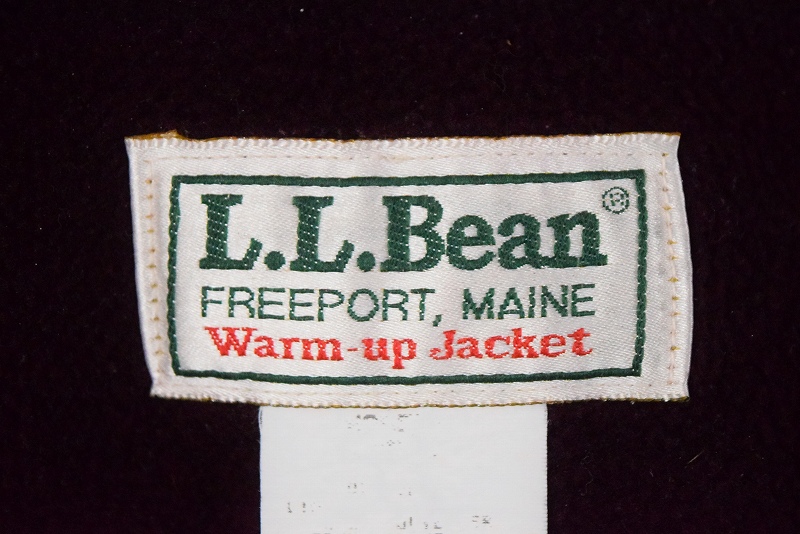 L.L.Bean®
FREEPORT, MAINE
Warm-up Jacket